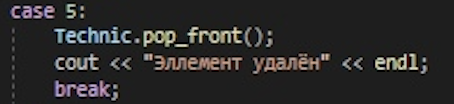 case 5:
Technic.pop_front();
cout << "Эллемент удалён" << endl;
break;